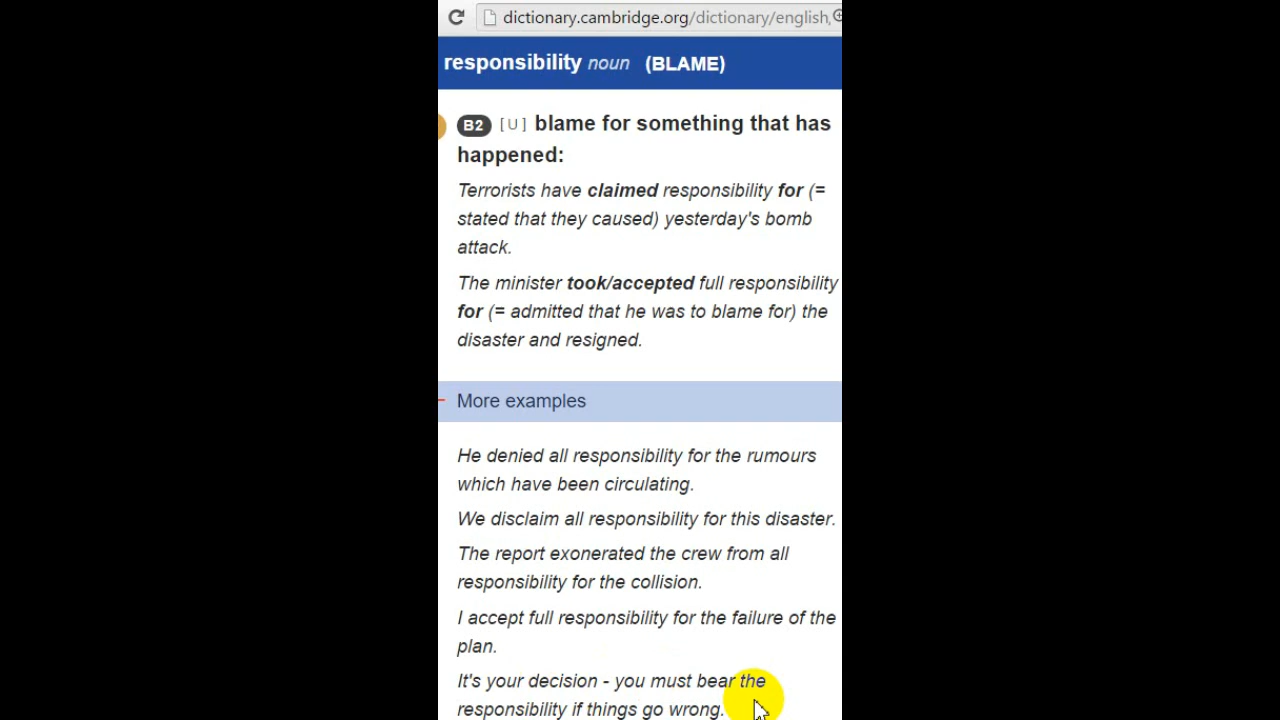 dictionary.cambridge.org/dictionary/english,
responsibility noun (BLAME)
B2 [ U ] blame for something that has
happened:
Terrorists have claimed responsibility for (=
stated that they caused) yesterday's bomb
attack.
The minister took/accepted full responsibility
for (= admitted that he was to blame for) the
disaster and resigned.
More examples
He denied all responsibility for the rumours
which have been circulating.
We disclaim all responsibility for this disaster.
The report exonerated the crew from all
responsibility for the collision.
I accept full responsibility for the failure of the
plan.
It's your decision - you must bear the
responsibility if things go wrong.